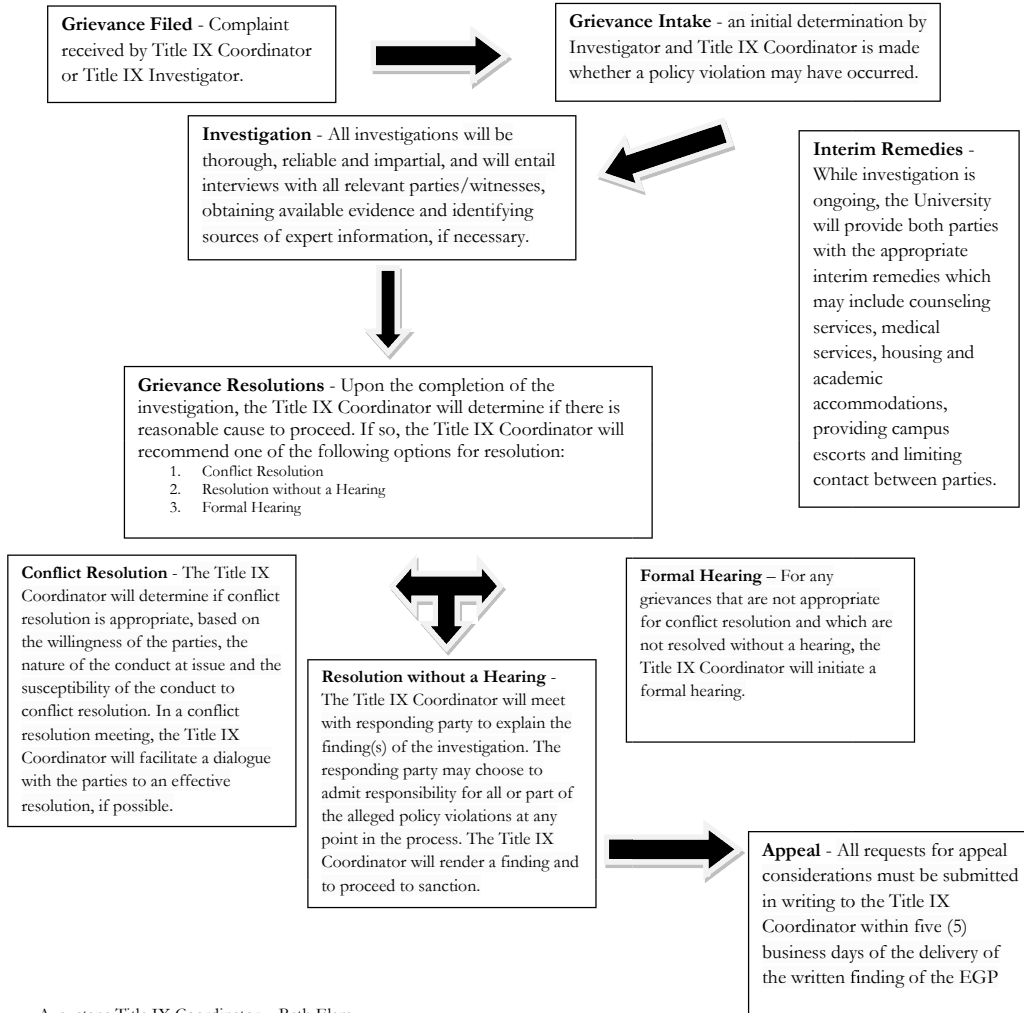 Grievance Filed - Complaint
received by Title IX Coordinator
or Title IX Investigator.
Grievance Intake - an initial determination by
Investigator and Title IX Coordinator is made
whether a policy violation may have occurred.
Investigation - All investigations will be
thorough, reliable and impartial, and will entail
interviews with all relevant parties/witnesses,
obtaining available evidence and identifying
sources of expert information, if necessary.
Interim Remedies -
While investigation is
ongoing, the University
will provide both parties
with the appropriate
interim remedies which
may include counseling
services, medical
services, housing and
academic
accommodations,
providing campus
escorts and limiting
contact between parties.
Grievance Resolutions - Upon the completion of the
investigation, the Title IX Coordinator will determine if there is
reasonable cause to proceed. If so, the Title IX Coordinator will
recommend one of the following options for resolution:
1. Conflict Resolution
2. Resolution without a Hearing
3. Formal Hearing
Conflict Resolution - The Title IX
Coordinator will determine if conflict
resolution is appropriate, based on
the willingness of the parties, the
nature of the conduct at issue and the
susceptibility of the conduct to
conflict resolution. In a conflict
resolution meeting, the Title IX
Coordinator will facilitate a dialogue
with the parties to an effective
resolution, if possible.
Resolution without a Hearing -
The Title IX Coordinator will meet
with responding party to explain the
finding(s) of the investigation. The
responding party may choose to
admit responsibility for all or part of
the alleged policy violations at any
point in the process. The Title IX
Coordinator will render a finding and
to proceed to sanction.
Formal Hearing – For any
grievances that are not appropriate
for conflict resolution and which are
not resolved without a hearing, the
Title IX Coordinator will initiate a
formal hearing.
Appeal - All requests for appeal
considerations must be submitted
in writing to the Title IX
Coordinator within five (5)
business days of the delivery of
the written finding of the EGP
Title IX Coordinator